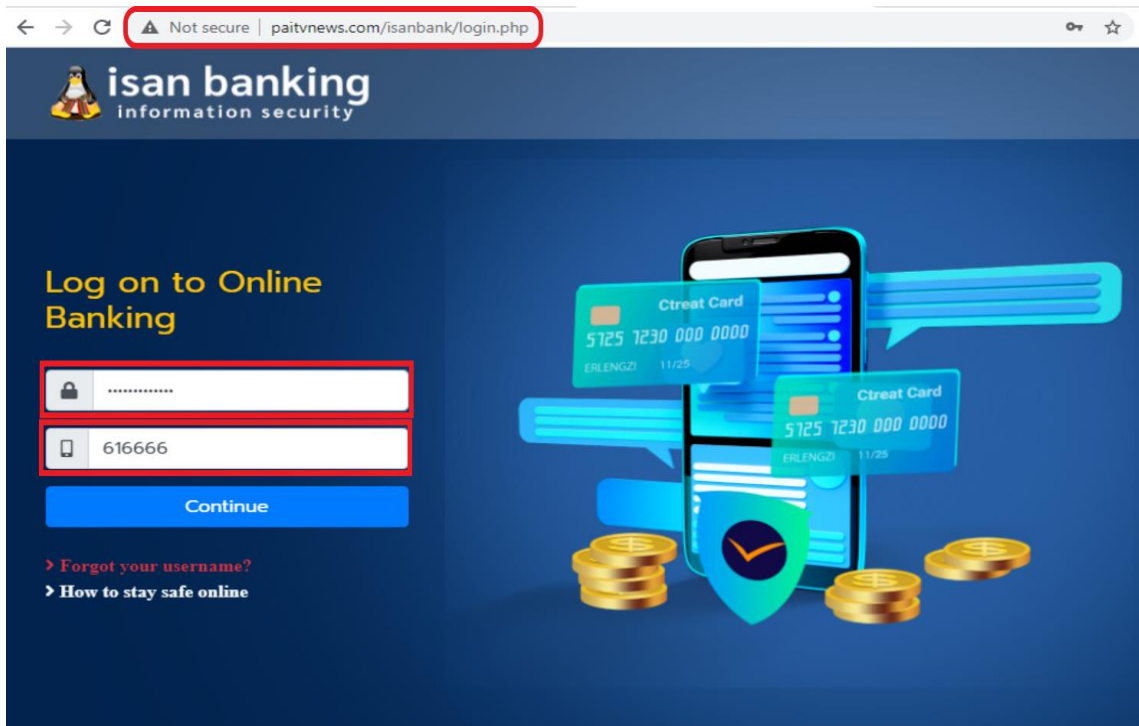 Not secure | paitvnews.com/isanbank/login.php
isan banking
information security
Log on to Online
Banking
•••••••••••••
616666
Continue
> Forgot your username?
> How to stay safe online
Ctreat Card
5725 7230 000 0000
ERLENGZI 11/25
Ctreat Card
5725 7230 000 0000
ERLENGZI 11/25